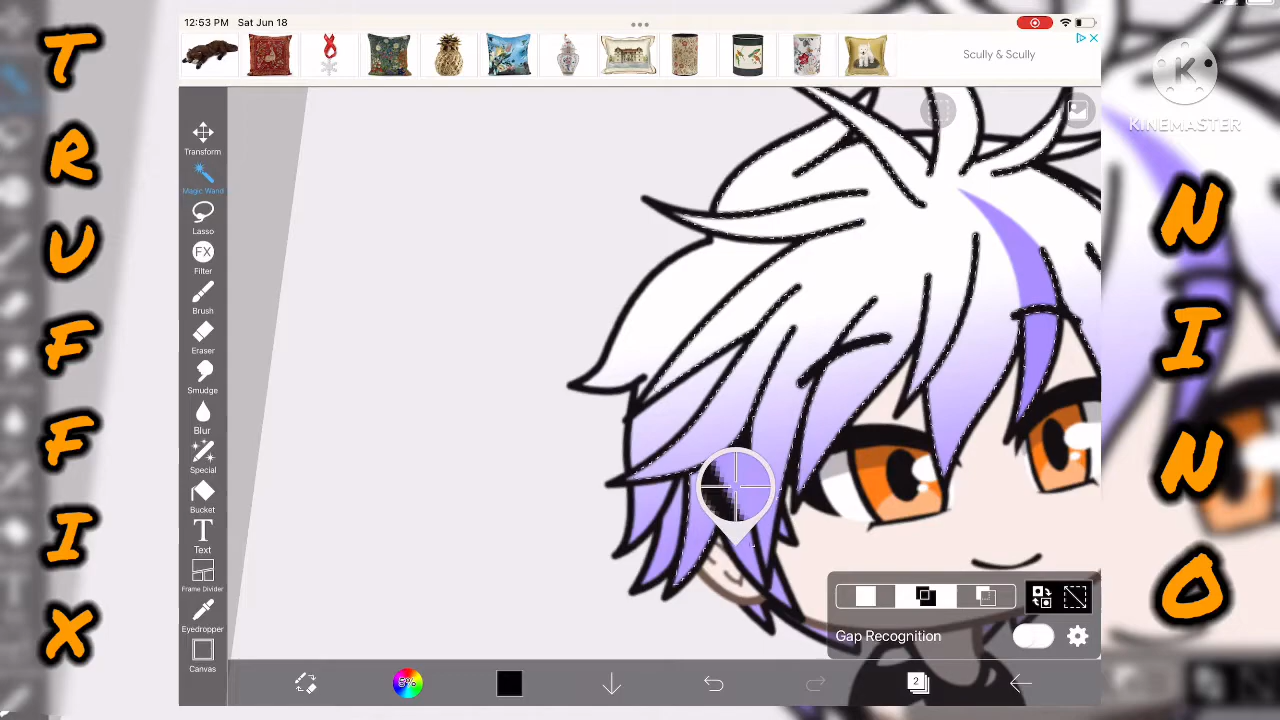 12:53 PM Sat Jun 18
Scully & Scully
TRUFFIX
KINEMASTER
NINO
Transform
Magic Wand
Lasso
FX
Filter
Brush
Eraser
Smudge
Blur
Special
Bucket
T
Text
Frame Divider
Eyedropper
Canvas
Gap Recognition
5%
2